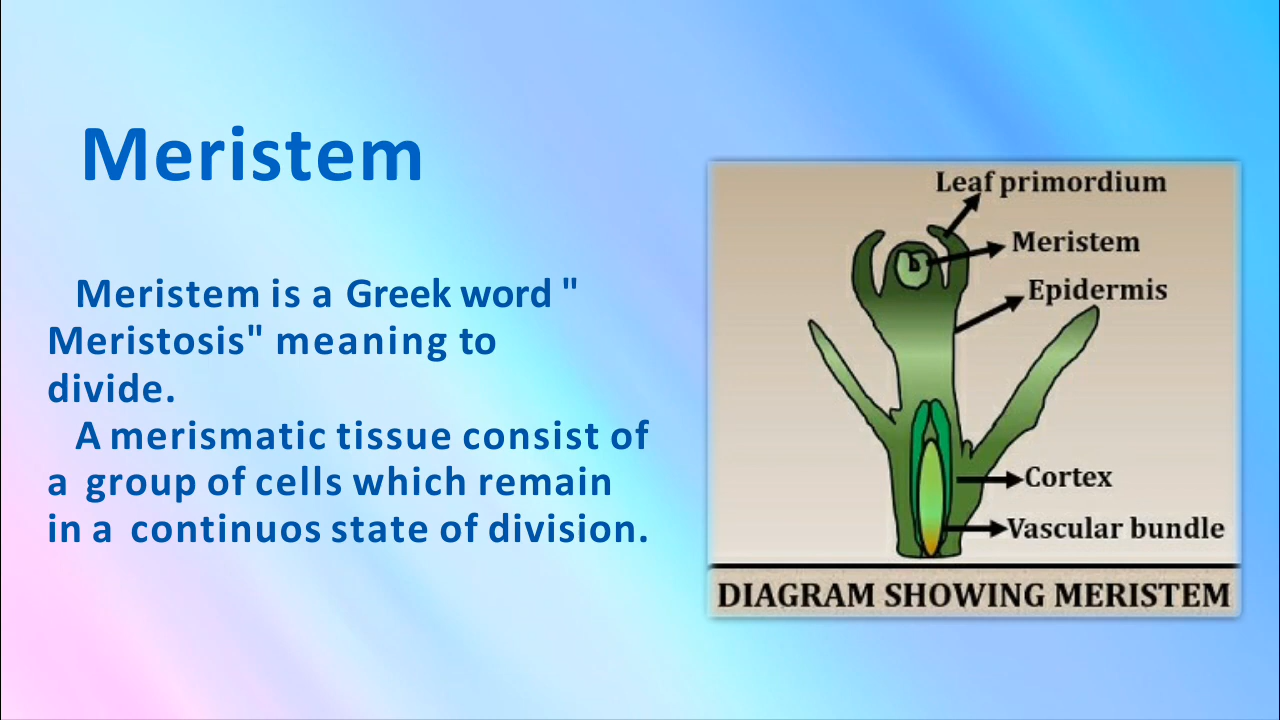 Meristem
Meristem is a Greek word "
Meristosis" meaning to
divide.
A merismatic tissue consist of
a group of cells which remain
in a continuos state of division.
Leaf primordium
Meristem
Epidermis
Cortex
Vascular bundle
DIAGRAM SHOWING MERISTEM